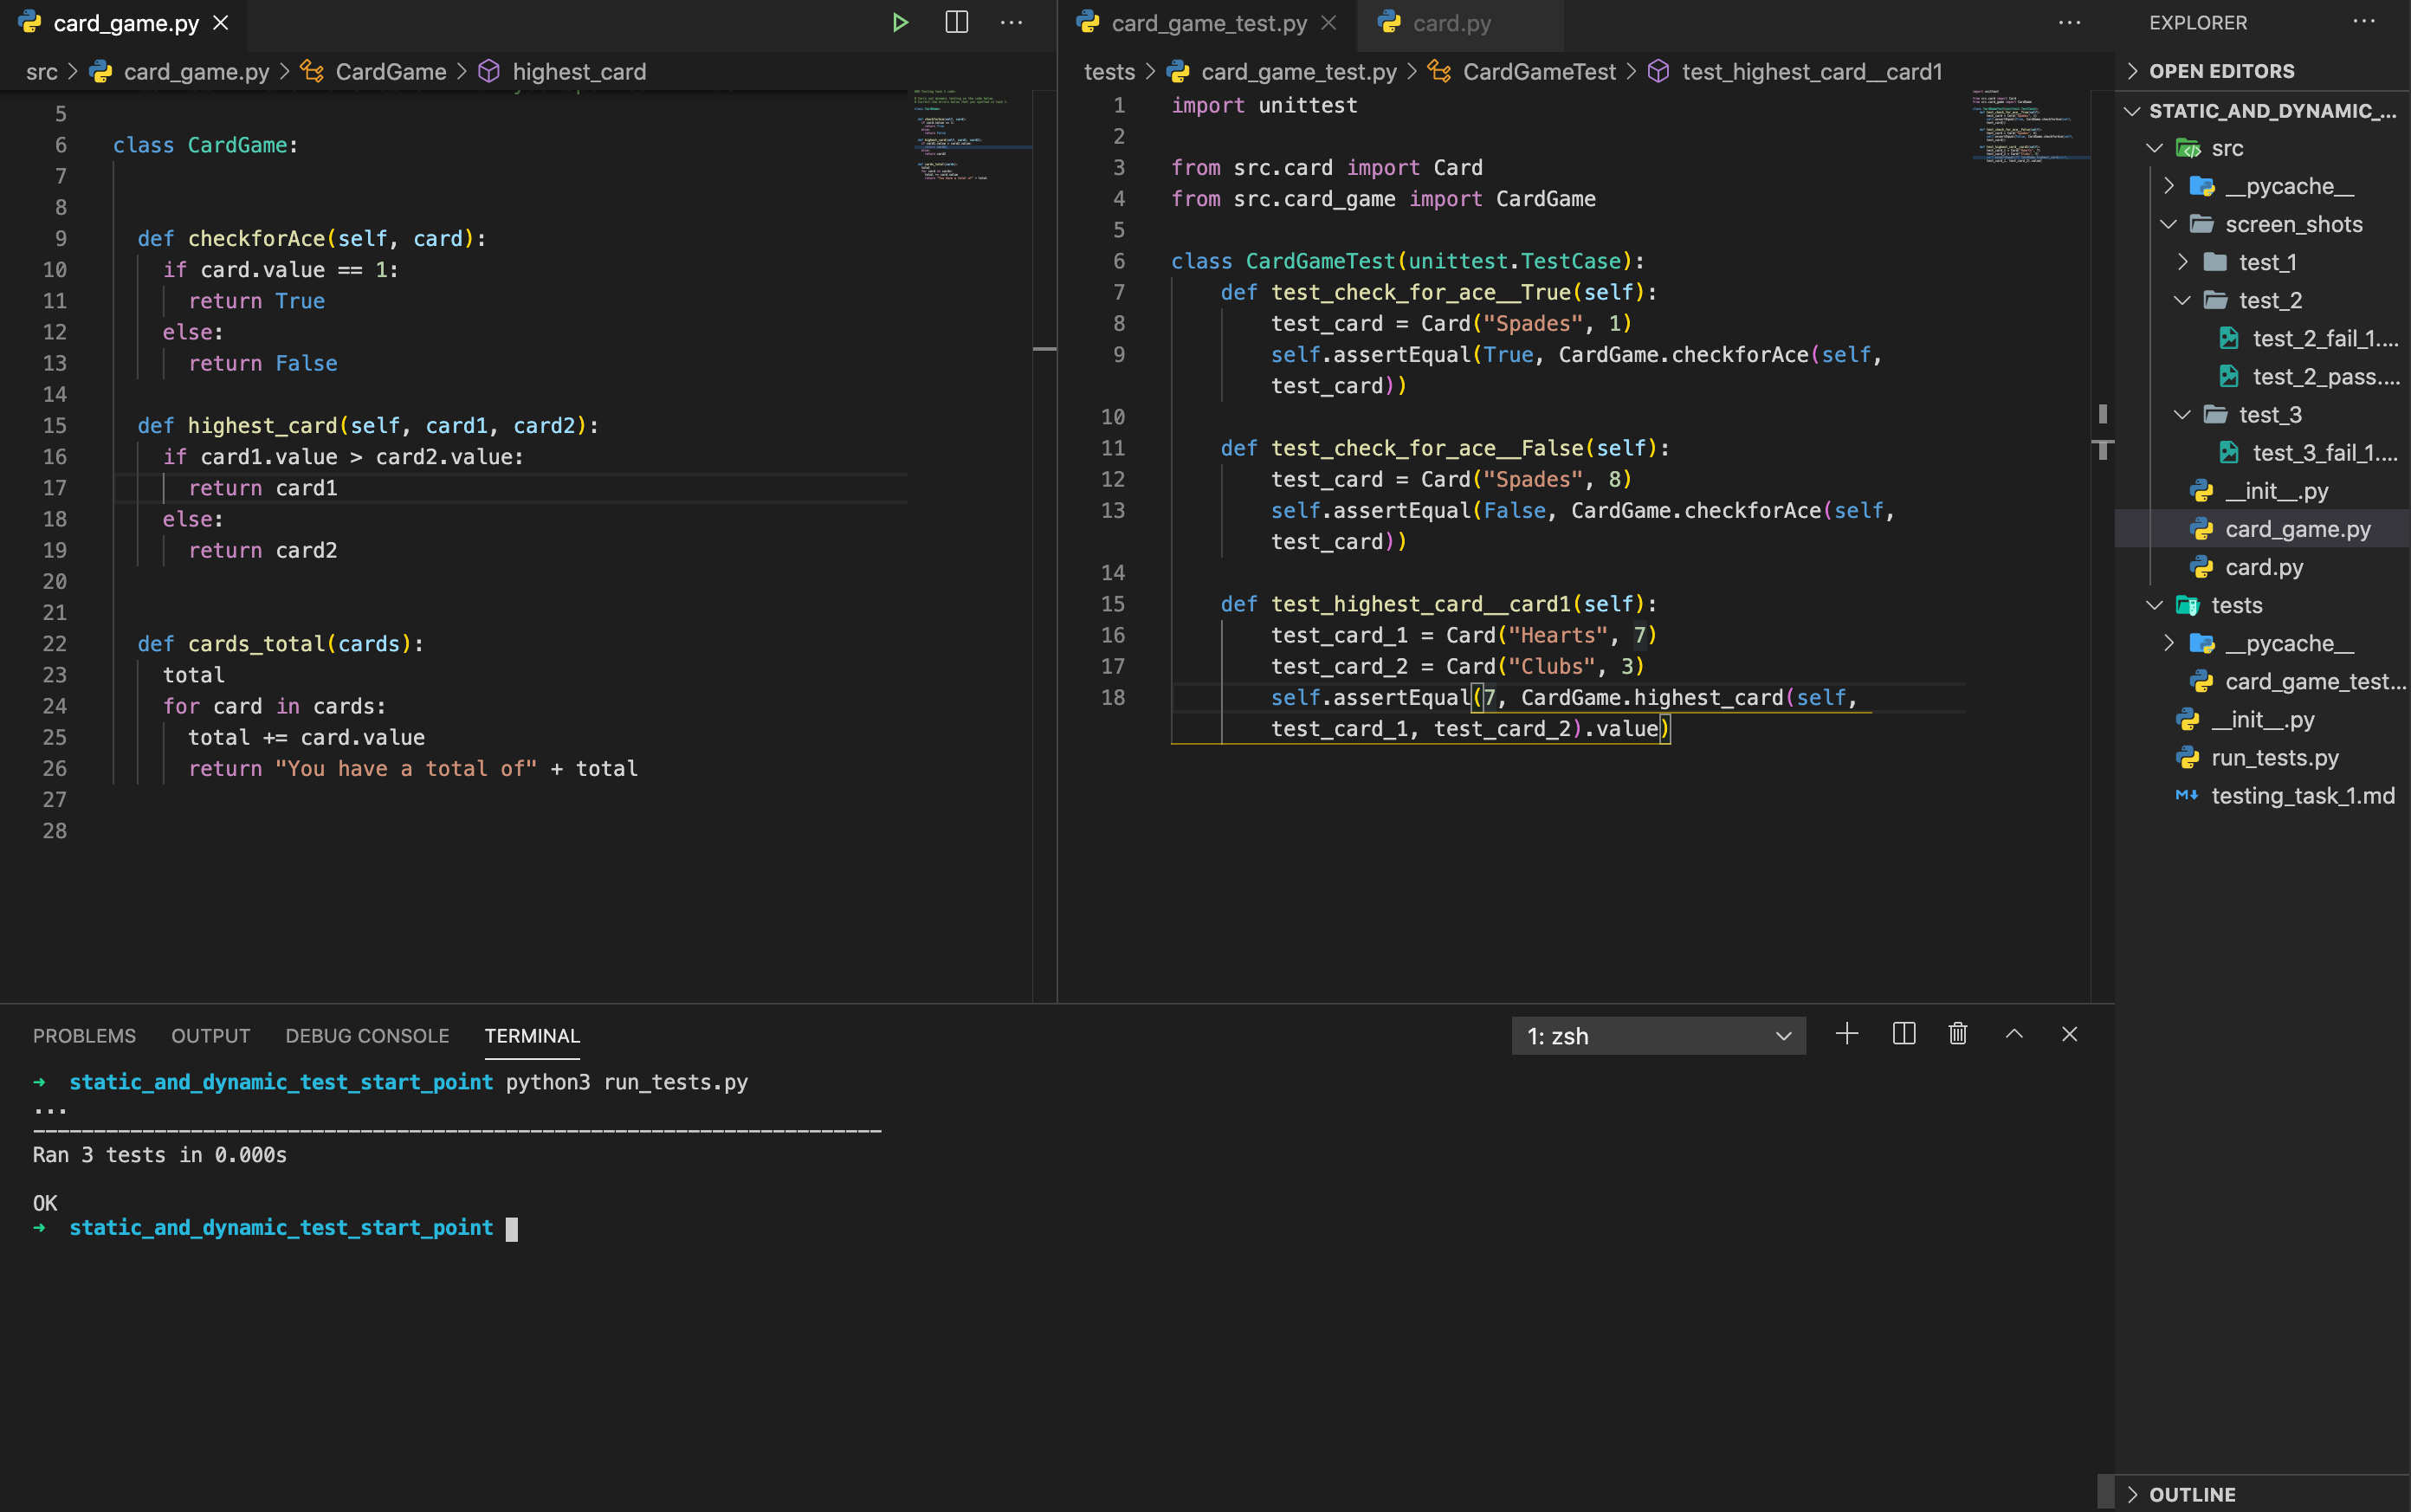 card_game.py
src > card_game.py > CardGame > highest_card
5
6 class CardGame:
7
8
9 def checkforAce(self, card):
10 if card.value == 1:
11 return True
12 else:
13 return False
14
15 def highest_card(self, card1, card2):
16 if card1.value > card2.value:
17 return card1
18 else:
19 return card2
20
21
22 def cards_total(cards):
23 total
24 for card in cards:
25 total += card.value
26 return "You have a total of" + total
27
28
card_game_test.py card.py
tests > card_game_test.py > CardGameTest > test_highest_card__card1
1 import unittest
2
3 from src.card import Card
4 from src.card_game import CardGame
5
6 class CardGameTest(unittest.TestCase):
7 def test_check_for_ace__True(self):
8 test_card = Card("Spades", 1)
9 self.assertEqual(True, CardGame.checkforAce(self,
test_card))
10
11 def test_check_for_ace__False(self):
12 test_card = Card("Spades", 8)
13 self.assertEqual(False, CardGame.checkforAce(self,
test_card))
14
15 def test_highest_card__card1(self):
16 test_card_1 = Card("Hearts", 7)
17 test_card_2 = Card("Clubs", 3)
18 self.assertEqual(7, CardGame.highest_card(self,
test_card_1, test_card_2).value)
EXPLORER
OPEN EDITORS
STATIC_AND_DYNAMIC_...
src
__pycache__
screen_shots
test_1
test_2
test_2_fail_1....
test_2_pass....
test_3
test_3_fail_1....
__init__.py
card_game.py
card.py
tests
__pycache__
card_game_test...
__init__.py
run_tests.py
testing_task_1.md
OUTLINE
PROBLEMS OUTPUT DEBUG CONSOLE TERMINAL
1: zsh
➜ static_and_dynamic_test_start_point python3 run_tests.py
...
----------------------------------------------------------------------
Ran 3 tests in 0.000s
OK
➜ static_and_dynamic_test_start_point